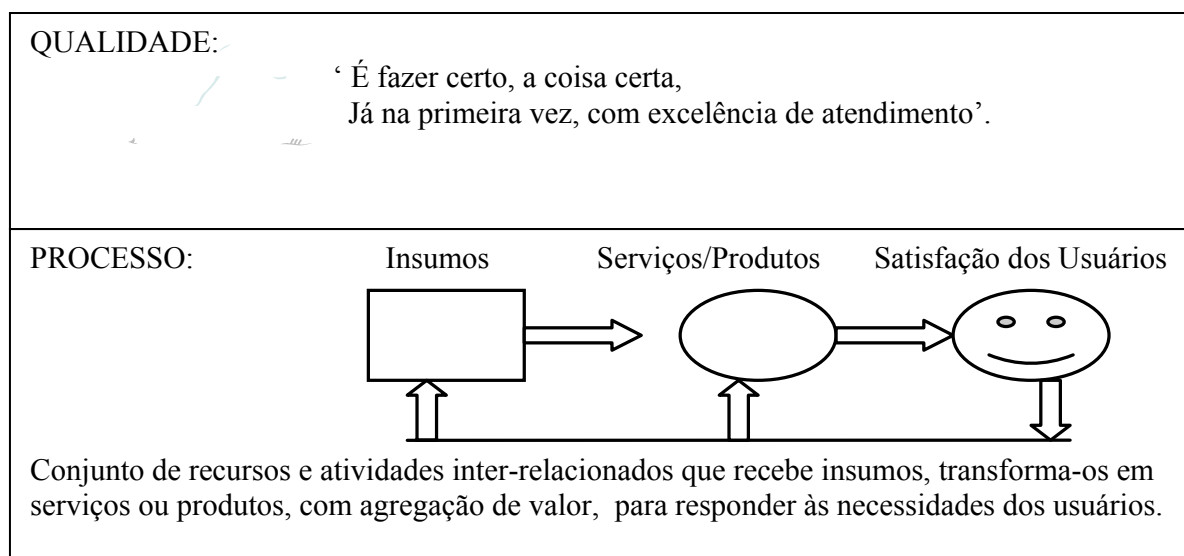 QUALIDADE:
‘ É fazer certo, a coisa certa,
Já na primeira vez, com excelência de atendimento’.
PROCESSO: Insumos Serviços/Produtos Satisfação dos Usuários
Conjunto de recursos e atividades inter-relacionados que recebe insumos, transforma-os em
serviços ou produtos, com agregação de valor, para responder às necessidades dos usuários.